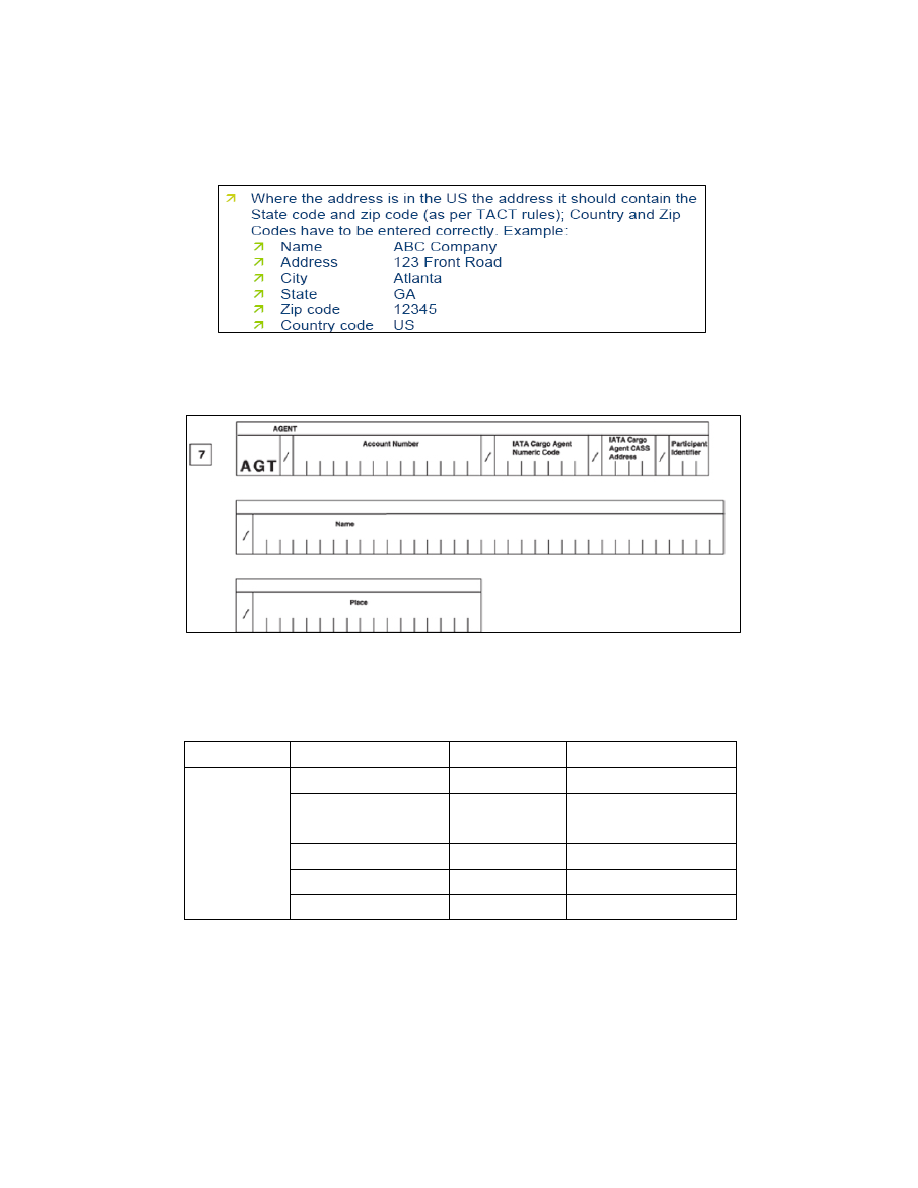 Where the address is in the US the address it should contain the
State code and zip code (as per TACT rules); Country and Zip
Codes have to be entered correctly. Example:
Name ABC Company
Address 123 Front Road
City Atlanta
State GA
Zip code 12345
Country code US
AGENT
7
AGT / Account Number / IATA Cargo Agent Numeric Code / IATA Cargo Agent CASS Address / Participant Identifier
/ Name
/ Place